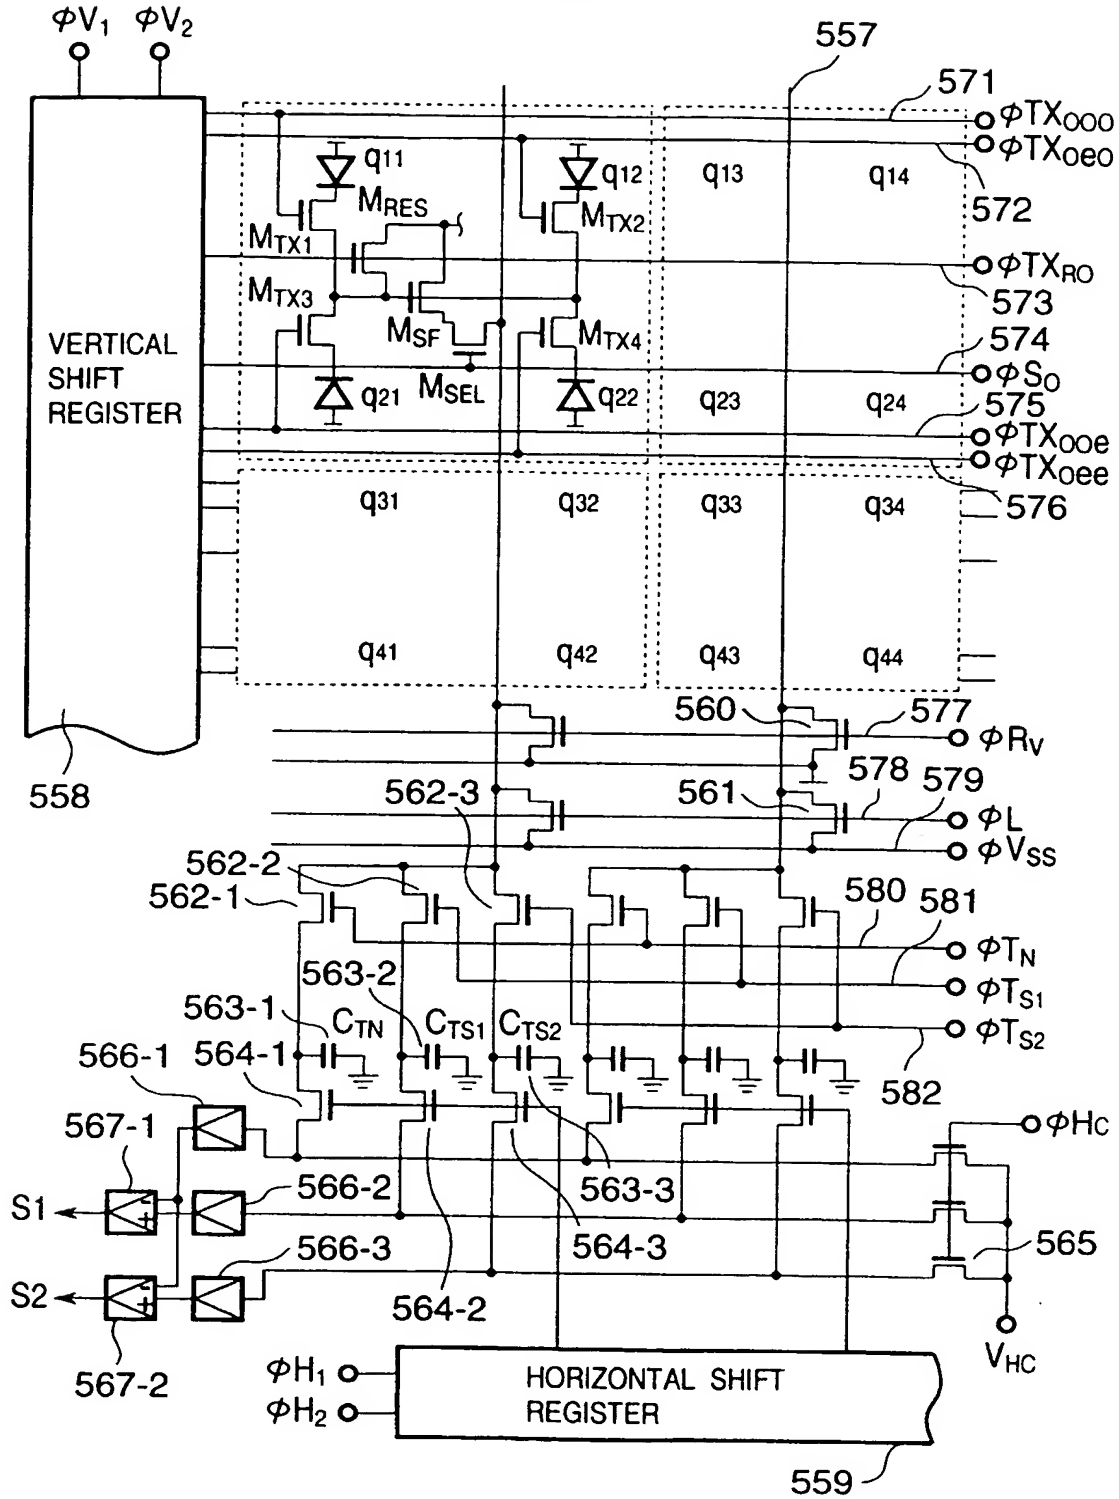 ϕV1 ϕV2
557
571
ϕTXooo
ϕTXoeo
572
q11 q12 q13 q14
MRES
MTX1 MTX2
ϕTXRO
573
MTX3
MSF MTX4
574
ϕSo
VERTICAL
SHIFT
REGISTER
q21 MSEL q22 q23 q24
575
ϕTXooe
ϕTXoee
576
q31 q32 q33 q34
q41 q42 q43 q44
560 577
ϕRV
558
562-3 561 578 579
ϕL
ϕVSS
562-2
562-1 580 581
ϕTN
563-2
ϕTS1
563-1 CTN CTS1 CTS2
ϕTS2
566-1 564-1
582
567-1
ϕHC
566-2 563-3
S1
564-3
566-3 565
S2
564-2
567-2
VHC
ϕH1
ϕH2
HORIZONTAL SHIFT
REGISTER
559